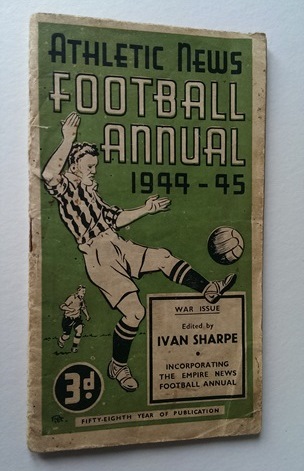 ATHLETIC NEWS
FOOTBALL
ANNUAL
1944-45
WAR ISSUE
Edited by
IVAN SHARPE
•
INCORPORATING
THE EMPIRE NEWS
FOOTBALL ANNUAL
3d
FIFTY-EIGHTH YEAR OF PUBLICATION